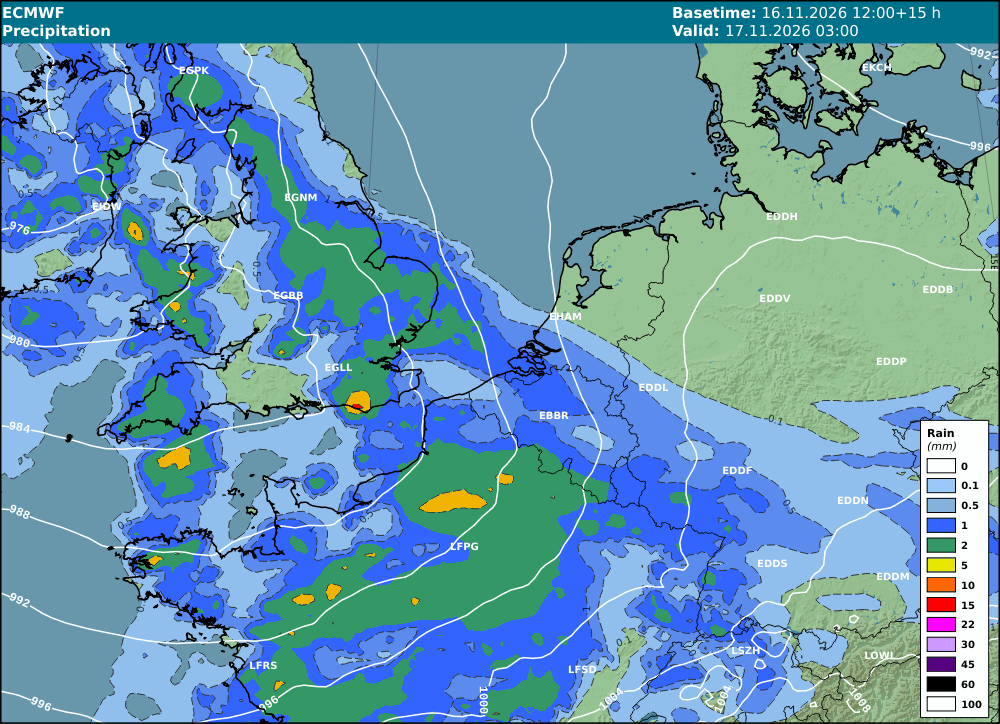 ECMWF
Precipitation
Basetime: 16.11.2026 12:00+15 h
Valid: 17.11.2026 03:00
992
EGPK
EKCH
996
EGNM
EIDW
976
EDDH
EGBB
EDDV
EDDB
EHAM
980
EGLL
EDDP
EDDL
EBBR
984
EDDF
EDDN
988
LFPG
EDDS
EDDM
992
LSZH
LOWI
LFRS
LFSD
996
996
1000
1004
1004
1008
Rain
(mm)
0
0.1
0.5
1
2
5
10
15
22
30
45
60
100